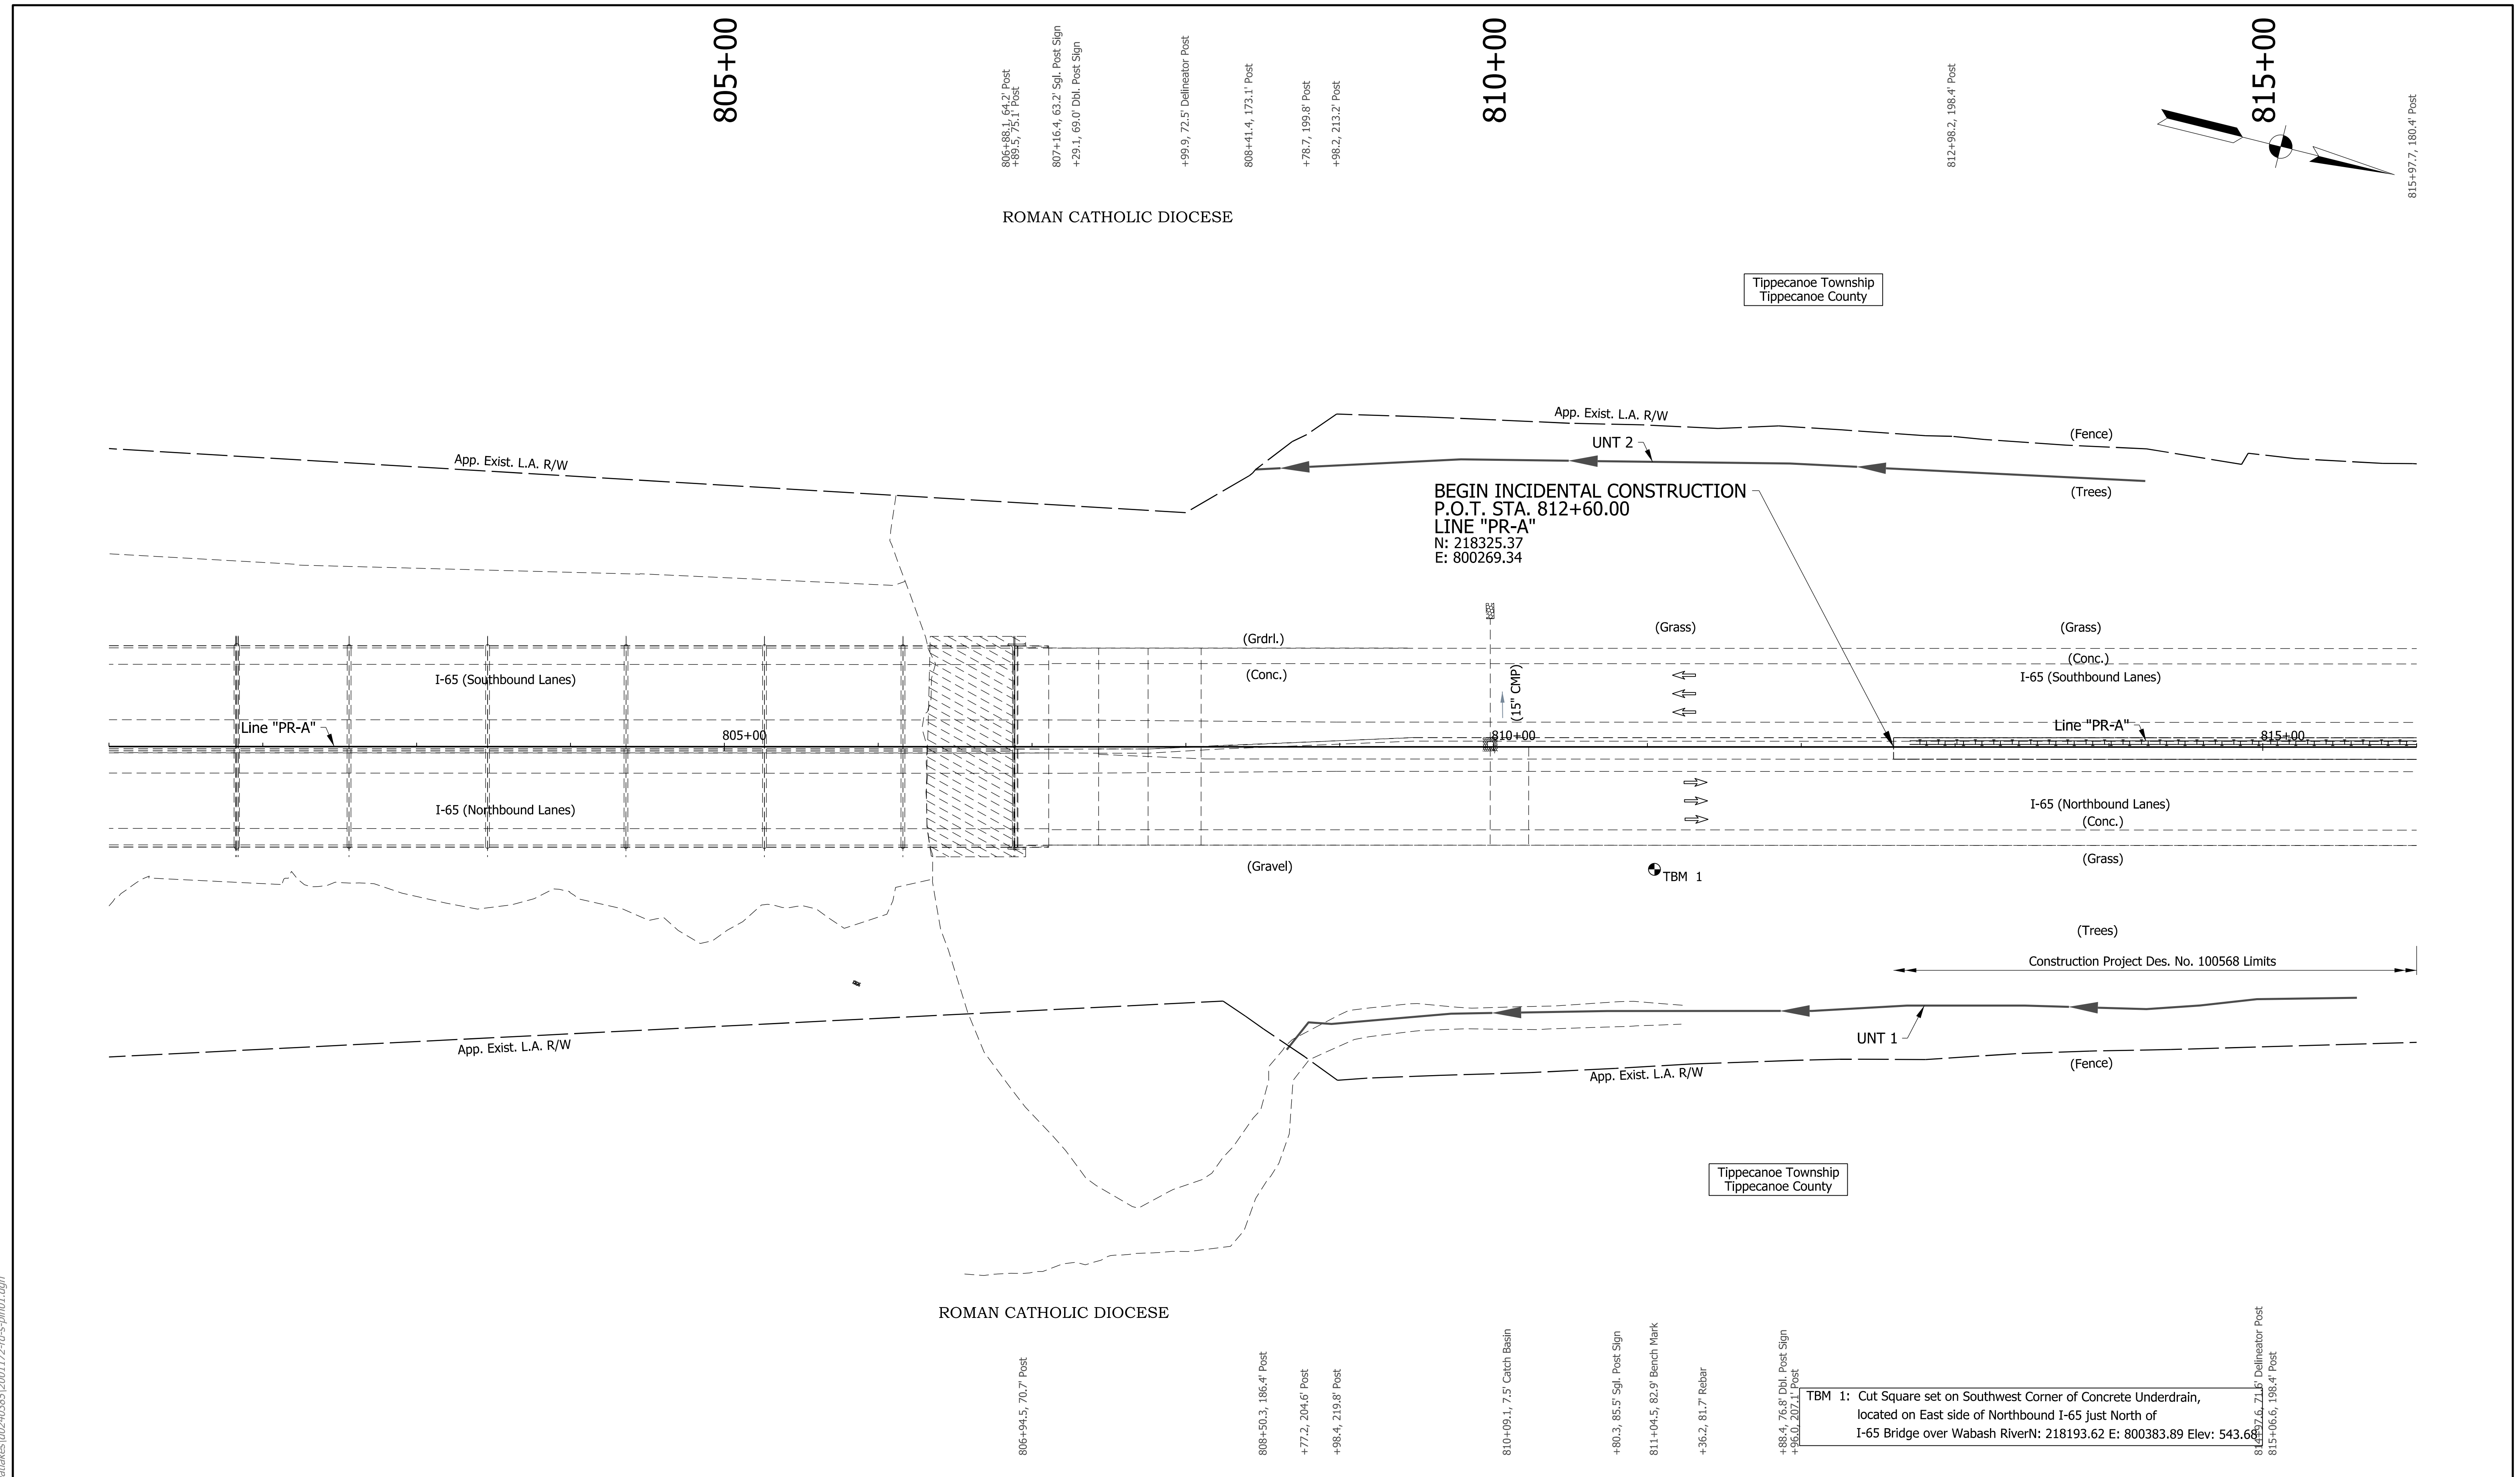 805+00
810+00
815+00
806+88.1, 64.2' Post
+89.5, 75.1' Post
807+16.4, 63.2' Sgl. Post Sign
+29.1, 69.0' Dbl. Post Sign
+99.9, 72.5' Delineator Post
808+41.4, 173.1' Post
+78.7, 199.8' Post
+98.2, 213.2' Post
812+98.2, 198.4' Post
815+97.7, 180.4' Post
ROMAN CATHOLIC DIOCESE
Tippecanoe Township
Tippecanoe County
App. Exist. L.A. R/W
App. Exist. L.A. R/W
(Fence)
UNT 2
(Trees)
BEGIN INCIDENTAL CONSTRUCTION
P.O.T. STA. 812+60.00
LINE "PR-A"
N: 218325.37
E: 800269.34
(Grdrl.)
(Grass)
(Grass)
(Conc.)
(Conc.)
I-65 (Southbound Lanes)
I-65 (Southbound Lanes)
(15" CMP)
Line "PR-A"
Line "PR-A"
805+00
810+00
815+00
I-65 (Northbound Lanes)
I-65 (Northbound Lanes)
(Conc.)
(Gravel)
(Grass)
TBM 1
(Trees)
Construction Project Des. No. 100568 Limits
UNT 1
App. Exist. L.A. R/W
App. Exist. L.A. R/W
(Fence)
Tippecanoe Township
Tippecanoe County
ROMAN CATHOLIC DIOCESE
806+94.5, 70.7' Post
808+50.3, 186.4' Post
+77.2, 204.6' Post
+98.4, 219.8' Post
810+09.1, 7.5' Catch Basin
+80.3, 85.5' Sgl. Post Sign
811+04.5, 82.9' Bench Mark
+36.2, 81.7' Rebar
+88.4, 76.8' Dbl. Post Sign
+96.0, 207.1' Post
814+97.6, 71.6' Delineator Post
815+06.6, 198.4' Post
TBM 1: Cut Square set on Southwest Corner of Concrete Underdrain,
located on East side of Northbound I-65 just North of
I-65 Bridge over Wabash RiverN: 218193.62 E: 800383.89 Elev: 543.68